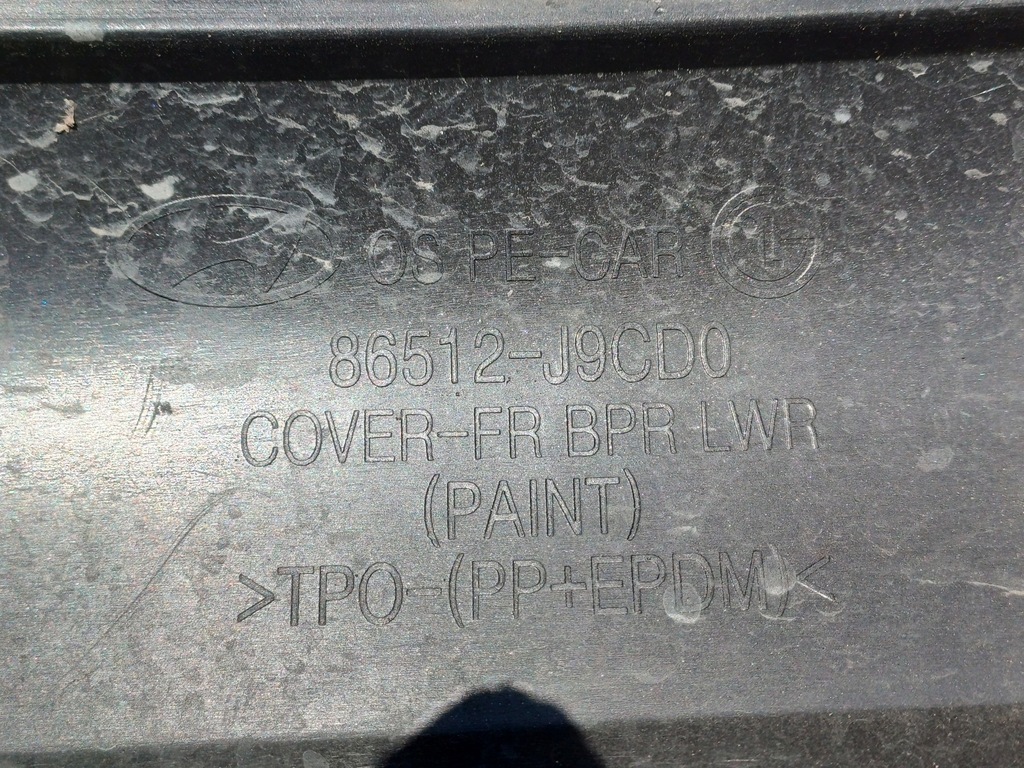 OS PE-CAR
86512-J9CD0
COVER-FR BPR LWR
(PAINT)
>TPO-(PP+EPDM)<